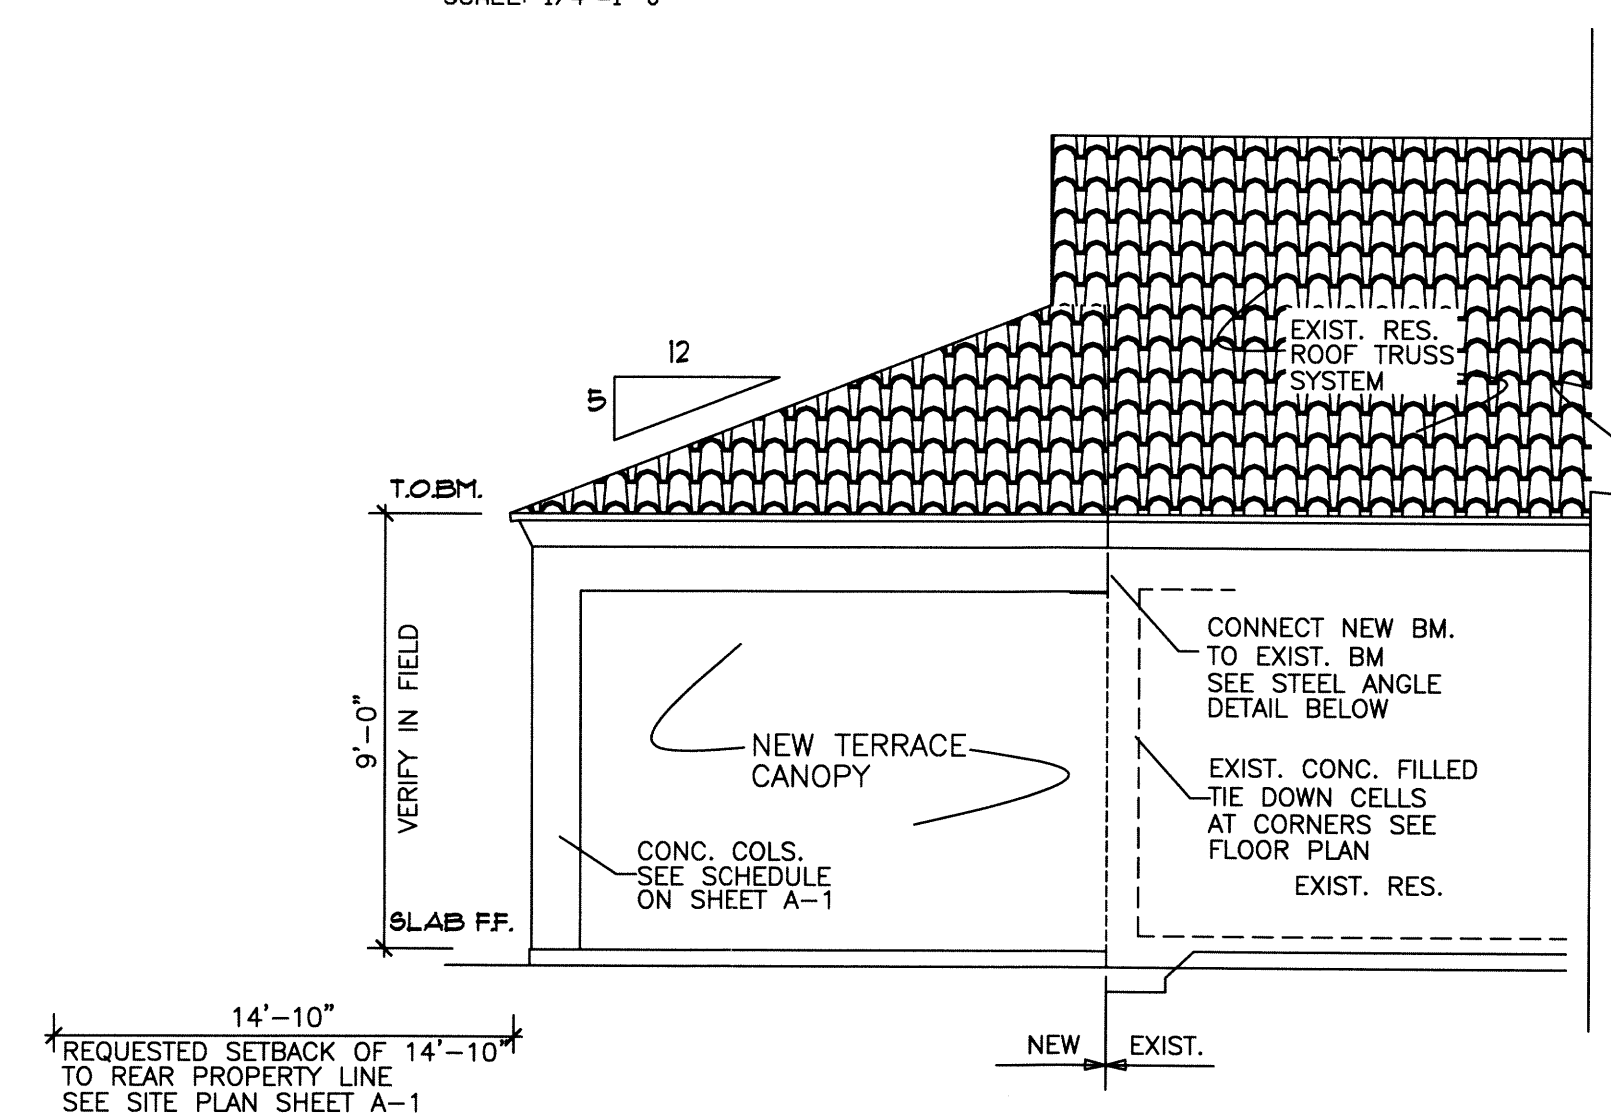 12
5
EXIST. RES.
ROOF TRUSS
SYSTEM
T.O.BM.
9'-0"
VERIFY IN FIELD
CONNECT NEW BM.
TO EXIST. BM
SEE STEEL ANGLE
DETAIL BELOW
NEW TERRACE
CANOPY
EXIST. CONC. FILLED
TIE DOWN CELLS
AT CORNERS SEE
FLOOR PLAN
EXIST. RES.
CONC. COLS.
SEE SCHEDULE
ON SHEET A-1
SLAB F.F.
14'-10"
REQUESTED SETBACK OF 14'-10"
TO REAR PROPERTY LINE
SEE SITE PLAN SHEET A-1
NEW
EXIST.